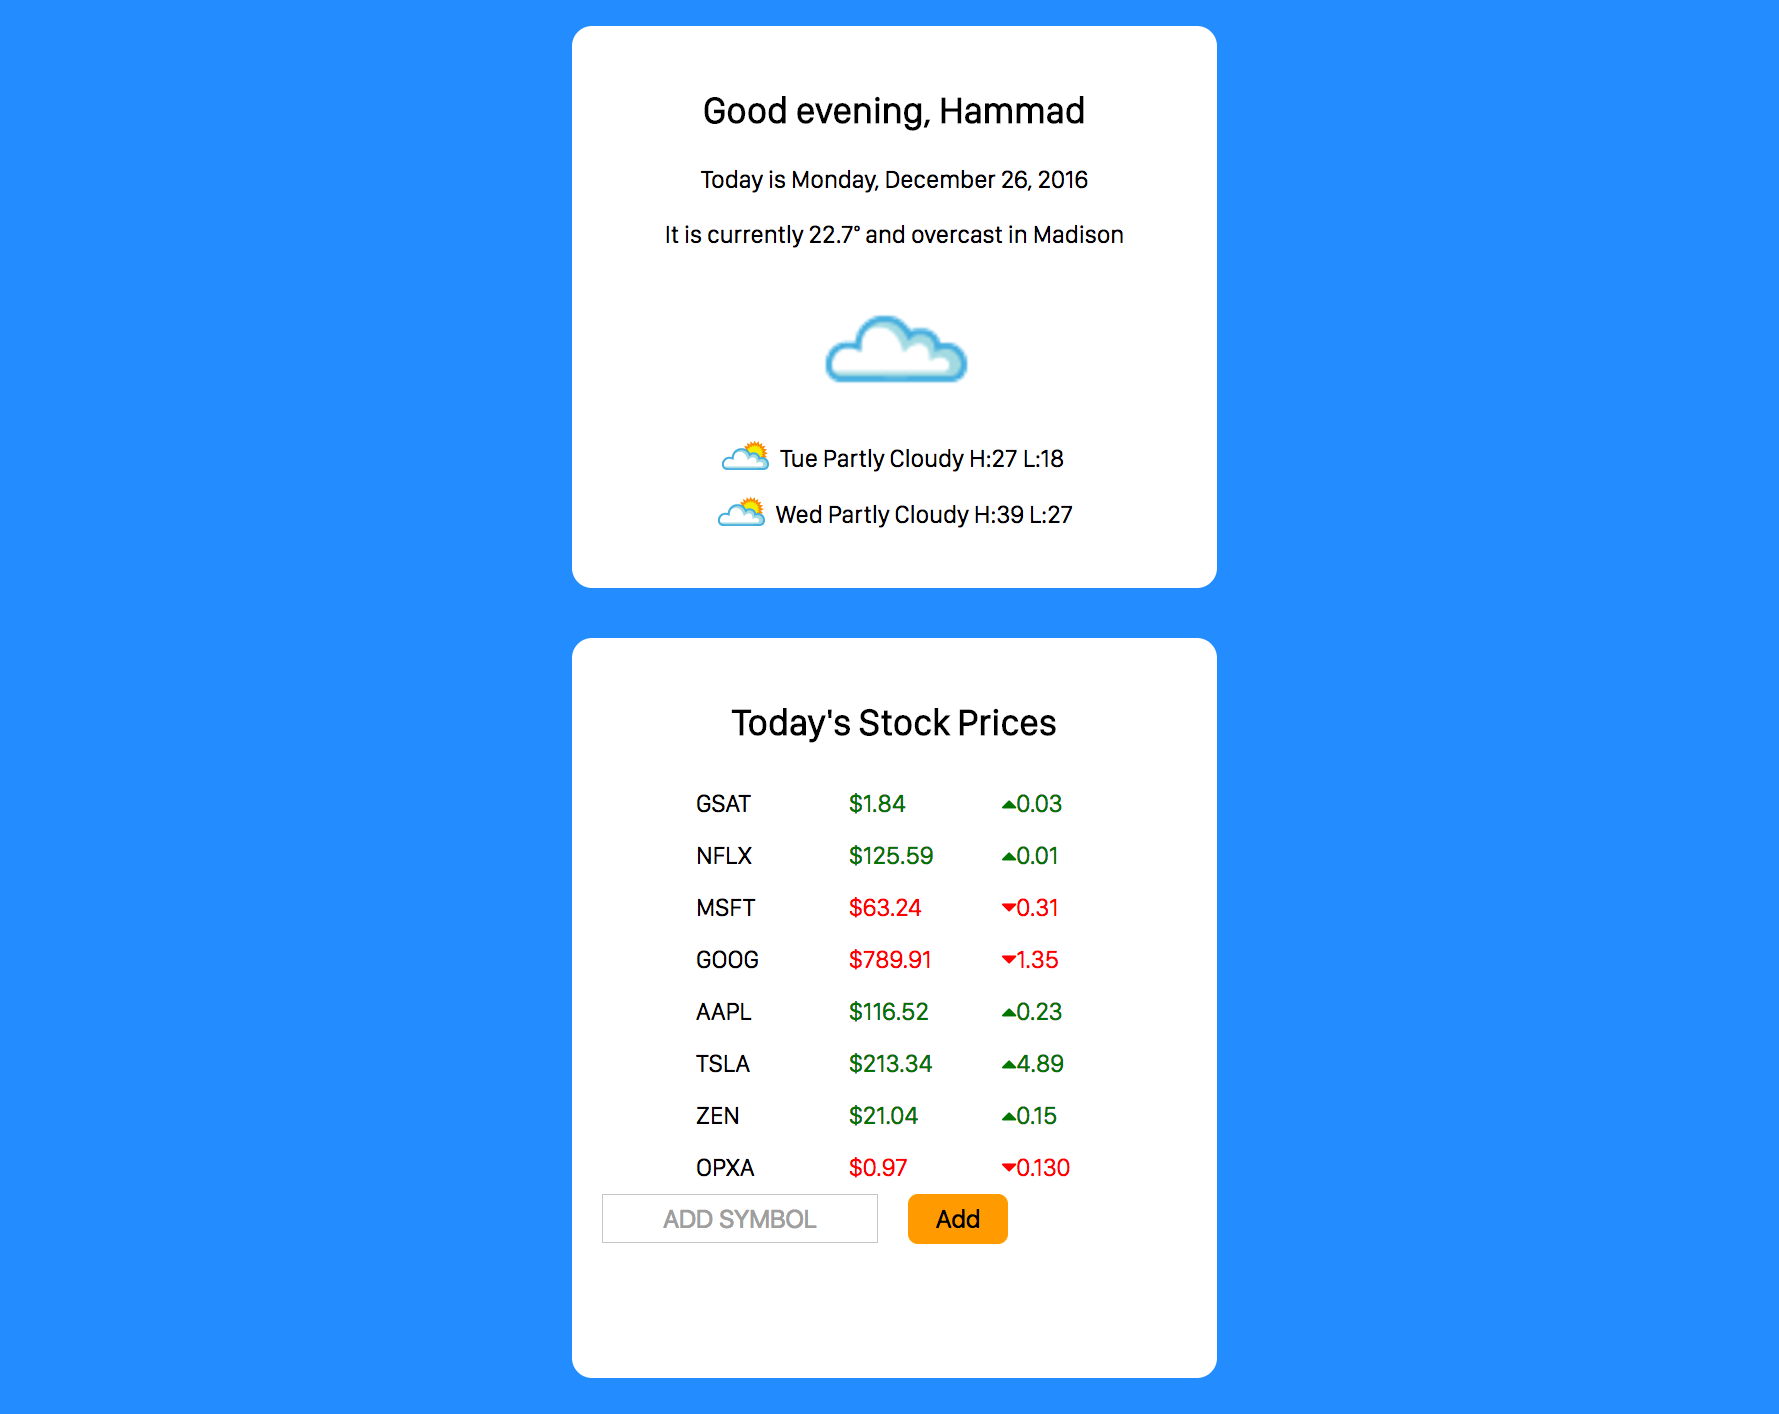 Good evening, Hammad
Today is Monday, December 26, 2016
It is currently 22.7° and overcast in Madison
Tue Partly Cloudy H:27 L:18
Wed Partly Cloudy H:39 L:27
Today's Stock Prices
GSAT $1.84 0.03
NFLX $125.59 0.01
MSFT $63.24 0.31
GOOG $789.91 1.35
AAPL $116.52 0.23
TSLA $213.34 4.89
ZEN $21.04 0.15
OPXA $0.97 0.130
ADD SYMBOL Add